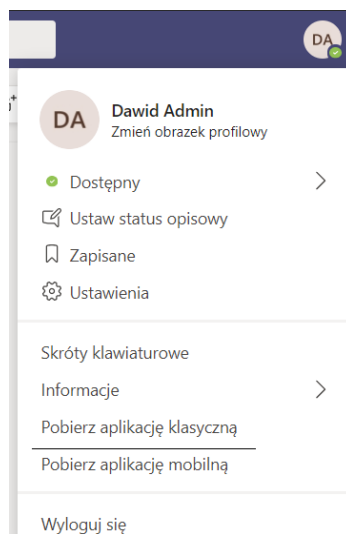 DA
DA
Dawid Admin
Zmień obrazek profilowy
Dostępny
Ustaw status opisowy
Zapisane
Ustawienia
Skróty klawiaturowe
Informacje
Pobierz aplikację klasyczną
Pobierz aplikację mobilną
Wyloguj się